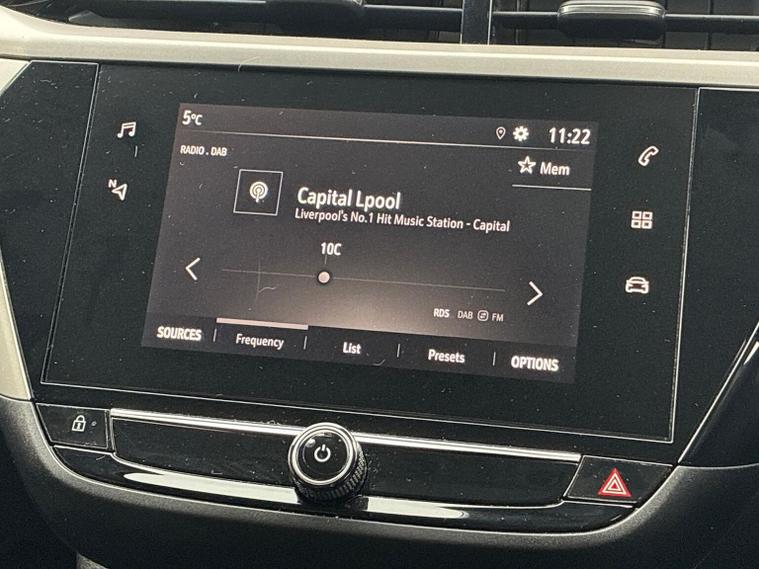 5°C
11:22
RADIO . DAB
Mem
Capital Lpool
Liverpool's No.1 Hit Music Station - Capital
10C
RDS DAB FM
SOURCES Frequency List Presets OPTIONS
N